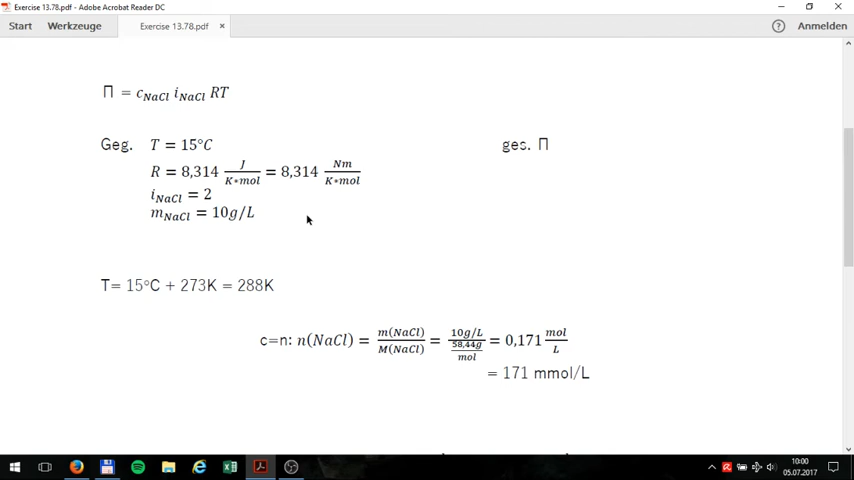 Exercise 13.78.pdf - Adobe Acrobat Reader DC
Start Werkzeuge Exercise 13.78.pdf × ? Anmelden
Π = c_NaCl i_NaCl RT
Geg. T = 15°C ges. Π
R = 8,314 J/(K∗mol) = 8,314 Nm/(K∗mol)
i_NaCl = 2
m_NaCl = 10g/L
T= 15°C + 273K = 288K
c=n: n(NaCl) = m(NaCl)/M(NaCl) = 10g/L / (58,44g/mol) = 0,171 mol/L
= 171 mmol/L
10:00
05.07.2017